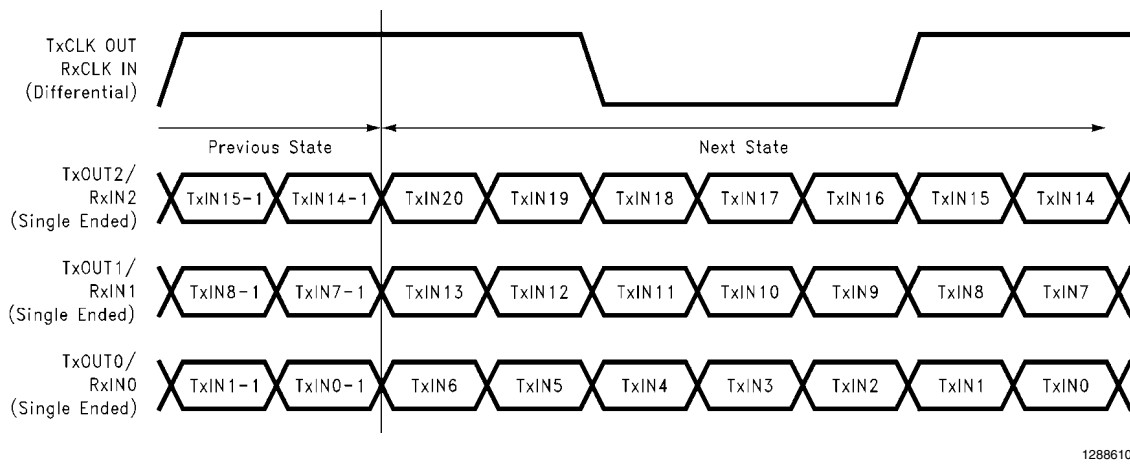 TxCLK OUT
RxCLK IN
(Differential)
Previous State
Next State
TxOUT2/
RxIN2
(Single Ended)
TxIN15-1 TxIN14-1 TxIN20 TxIN19 TxIN18 TxIN17 TxIN16 TxIN15 TxIN14
TxOUT1/
RxIN1
(Single Ended)
TxIN8-1 TxIN7-1 TxIN13 TxIN12 TxIN11 TxIN10 TxIN9 TxIN8 TxIN7
TxOUT0/
RxIN0
(Single Ended)
TxIN1-1 TxIN0-1 TxIN6 TxIN5 TxIN4 TxIN3 TxIN2 TxIN1 TxIN0
1288610